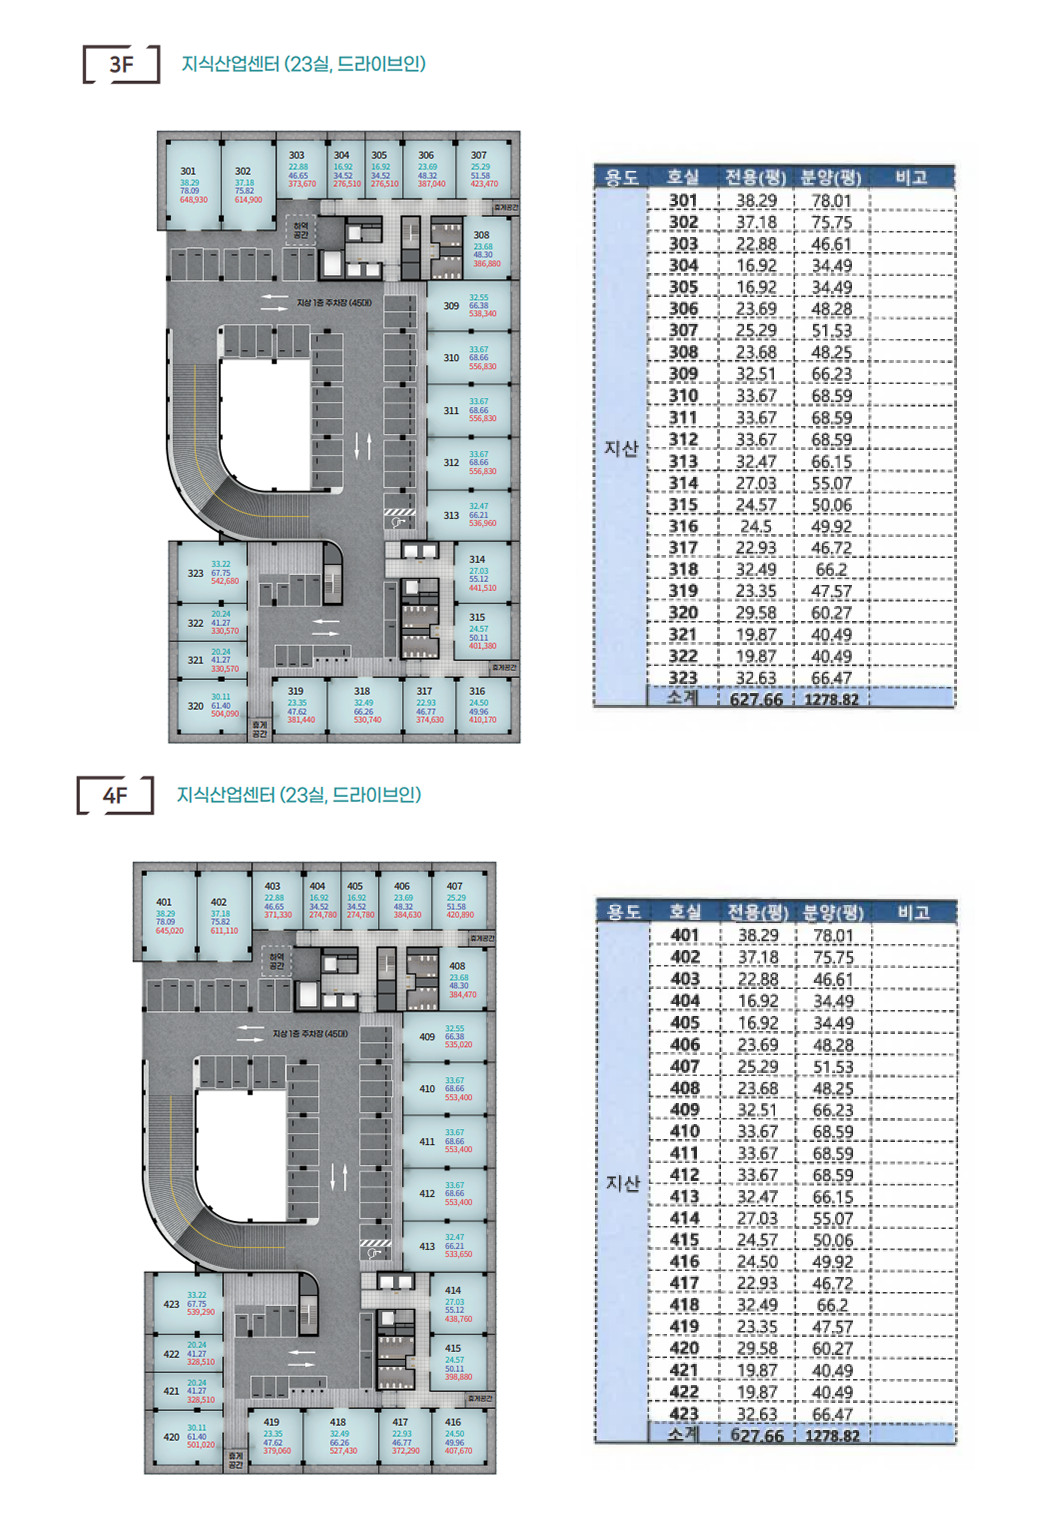 3F
지식산업센터 (23실, 드라이브인)
301
38.29
78.09
648,930
302
37.18
75.82
614,900
303
22.88
46.65
373,670
304
16.92
34.52
276,510
305
16.92
34.52
276,510
306
23.69
48.32
387,040
307
25.29
51.58
423,470
휴게공간
하역
공간
308
23.68
48.30
386,880
지상 1층 주차장 (45대)
309
32.55
66.38
538,340
310
33.67
68.66
556,830
311
33.67
68.66
556,830
312
33.67
68.66
556,830
313
32.47
66.21
536,960
314
27.03
55.12
441,510
315
24.57
50.11
401,380
휴게공간
323
33.22
67.75
542,680
322
20.24
41.27
330,570
321
20.24
41.27
330,570
320
30.11
61.40
504,090
휴게
공간
319
23.35
47.62
381,440
318
32.49
66.26
530,740
317
22.93
46.77
374,630
316
24.50
49.96
410,170
용도 호실 전용(평) 분양(평) 비고
지산
301 38.29 78.01
302 37.18 75.75
303 22.88 46.61
304 16.92 34.49
305 16.92 34.49
306 23.69 48.28
307 25.29 51.53
308 23.68 48.25
309 32.51 66.23
310 33.67 68.59
311 33.67 68.59
312 33.67 68.59
313 32.47 66.15
314 27.03 55.07
315 24.57 50.06
316 24.5 49.92
317 22.93 46.72
318 32.49 66.2
319 23.35 47.57
320 29.58 60.27
321 19.87 40.49
322 19.87 40.49
323 32.63 66.47
소계 627.66 1278.82
4F
지식산업센터 (23실, 드라이브인)
401
38.29
78.09
645,020
402
37.18
75.82
611,110
403
22.88
46.65
371,330
404
16.92
34.52
274,780
405
16.92
34.52
274,780
406
23.69
48.32
384,630
407
25.29
51.58
420,890
휴게공간
하역
공간
408
23.68
48.30
384,470
지상 1층 주차장 (45대)
409
32.55
66.38
535,020
410
33.67
68.66
553,400
411
33.67
68.66
553,400
412
33.67
68.66
553,400
413
32.47
66.21
533,650
414
27.03
55.12
438,760
415
24.57
50.11
398,880
휴게공간
423
33.22
67.75
539,290
422
20.24
41.27
328,510
421
20.24
41.27
328,510
420
30.11
61.40
501,020
휴게
공간
419
23.35
47.62
379,060
418
32.49
66.26
527,430
417
22.93
46.77
372,290
416
24.50
49.96
407,670
용도 호실 전용(평) 분양(평) 비고
지산
401 38.29 78.01
402 37.18 75.75
403 22.88 46.61
404 16.92 34.49
405 16.92 34.49
406 23.69 48.28
407 25.29 51.53
408 23.68 48.25
409 32.51 66.23
410 33.67 68.59
411 33.67 68.59
412 33.67 68.59
413 32.47 66.15
414 27.03 55.07
415 24.57 50.06
416 24.50 49.92
417 22.93 46.72
418 32.49 66.2
419 23.35 47.57
420 29.58 60.27
421 19.87 40.49
422 19.87 40.49
423 32.63 66.47
소계 627.66 1278.82